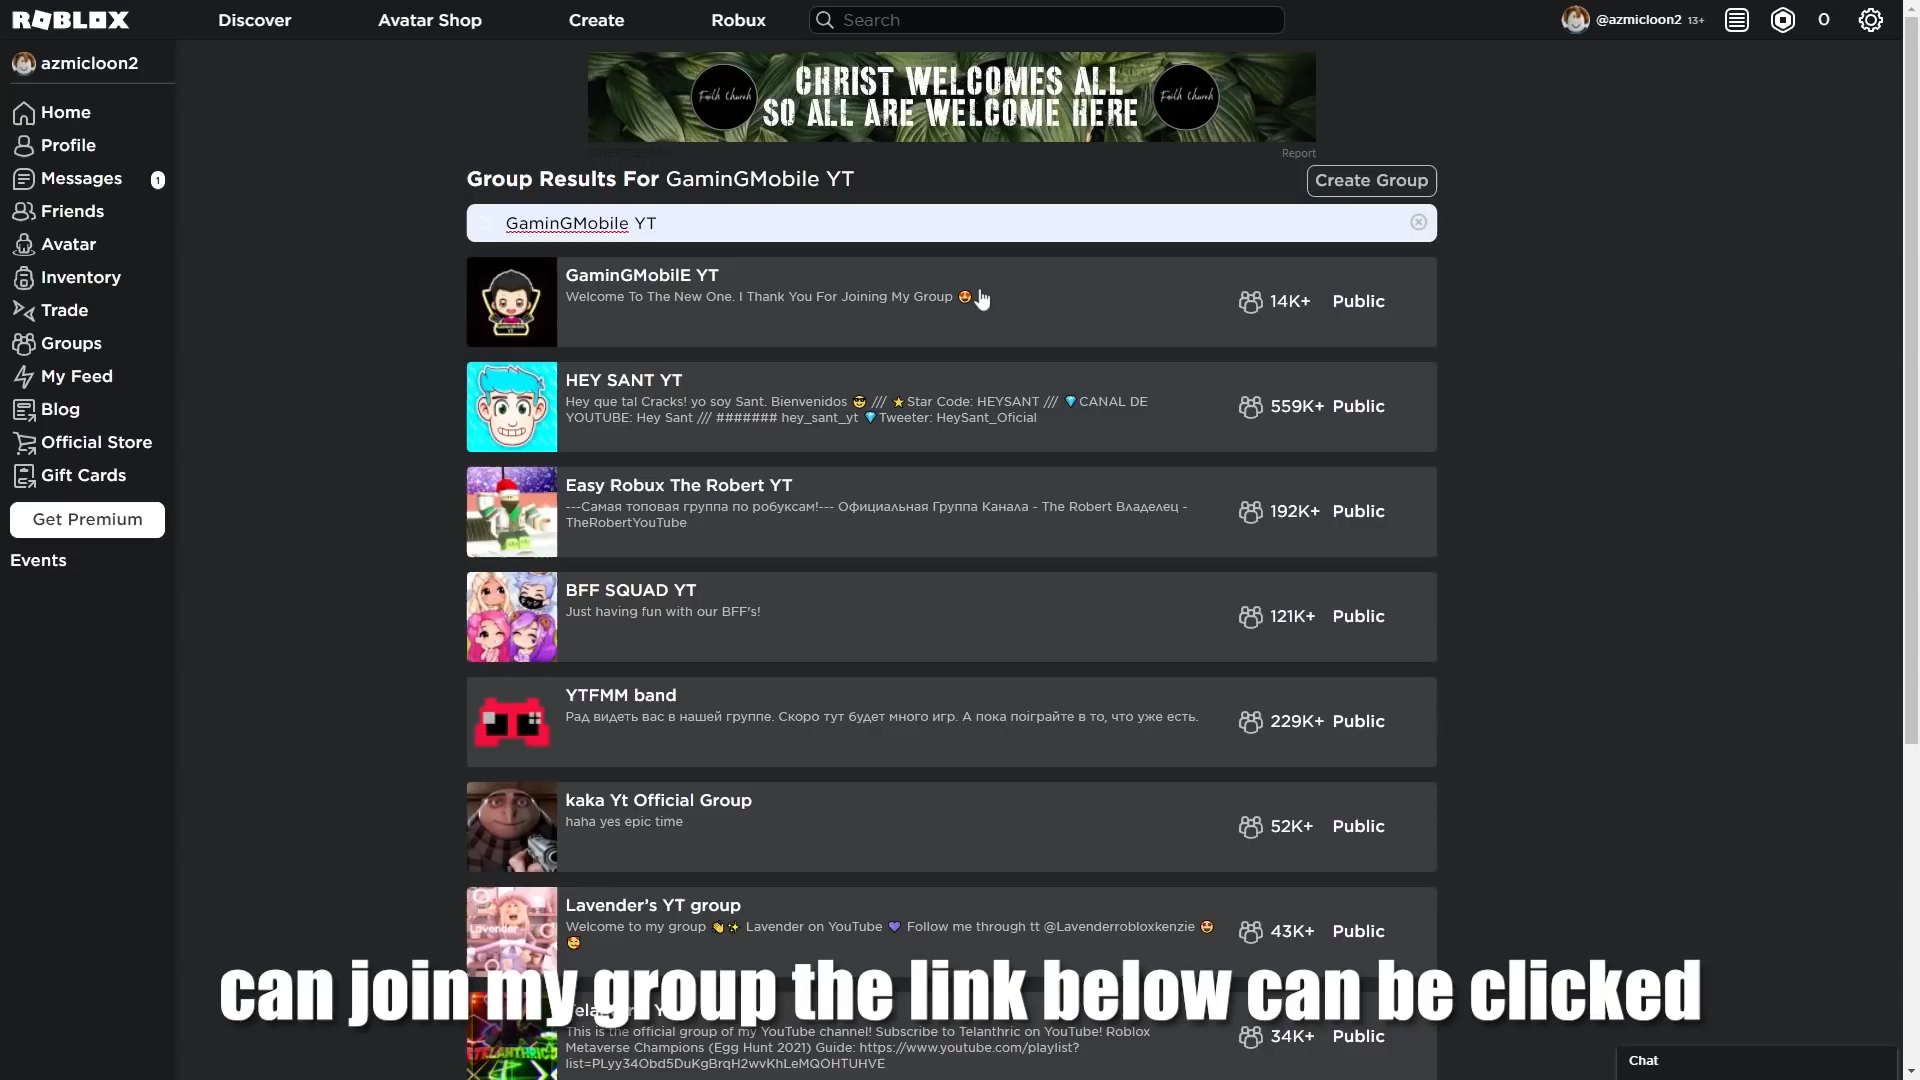 ROBLOX
Discover
Avatar Shop
Create
Robux
Search
@azmicloon2 13+
0
azmicloon2
Home
Profile
Messages
1
Friends
Avatar
Inventory
Trade
Groups
My Feed
Blog
Official Store
Gift Cards
Get Premium
Events
Faith Church
CHRIST WELCOMES ALL
SO ALL ARE WELCOME HERE
Faith Church
ADVERTISEMENT
Report
Group Results For GaminGMobile YT
Create Group
GaminGMobile YT
GaminGMobilE YT
Welcome To The New One. I Thank You For Joining My Group 😍
14K+ Public
HEY SANT YT
Hey que tal Cracks! yo soy Sant. Bienvenidos 😎 /// ⭐Star Code: HEYSANT /// 💎CANAL DE
YOUTUBE: Hey Sant /// ####### hey_sant_yt 💎Tweeter: HeySant_Oficial
559K+ Public
Easy Robux The Robert YT
---Самая топовая группа по робуксам!--- Официальная Группа Канала - The Robert Владелец -
TheRobertYouTube
192K+ Public
BFF SQUAD YT
Just having fun with our BFF's!
121K+ Public
YTFMM band
Рад видеть вас в нашей группе. Скоро тут будет много игр. А пока поіграйте в то, что уже есть.
229K+ Public
kaka Yt Official Group
haha yes epic time
52K+ Public
Lavender
Lavender's YT group
Welcome to my group 👏✨ Lavender on YouTube 💜 Follow me through tt @Lavenderrobloxkenzie 😍
🥰
43K+ Public
can join my group the link below can be clicked
This is the official group of my YouTube channel! Subscribe to Telanthric on YouTube! Roblox
Metaverse Champions (Egg Hunt 2021) Guide: https://www.youtube.com/playlist?
list=PLyy34Obd5DuKgBrqH2wvKhLeMQOHTUHVE
34K+ Public
TELANTHRIC
Chat